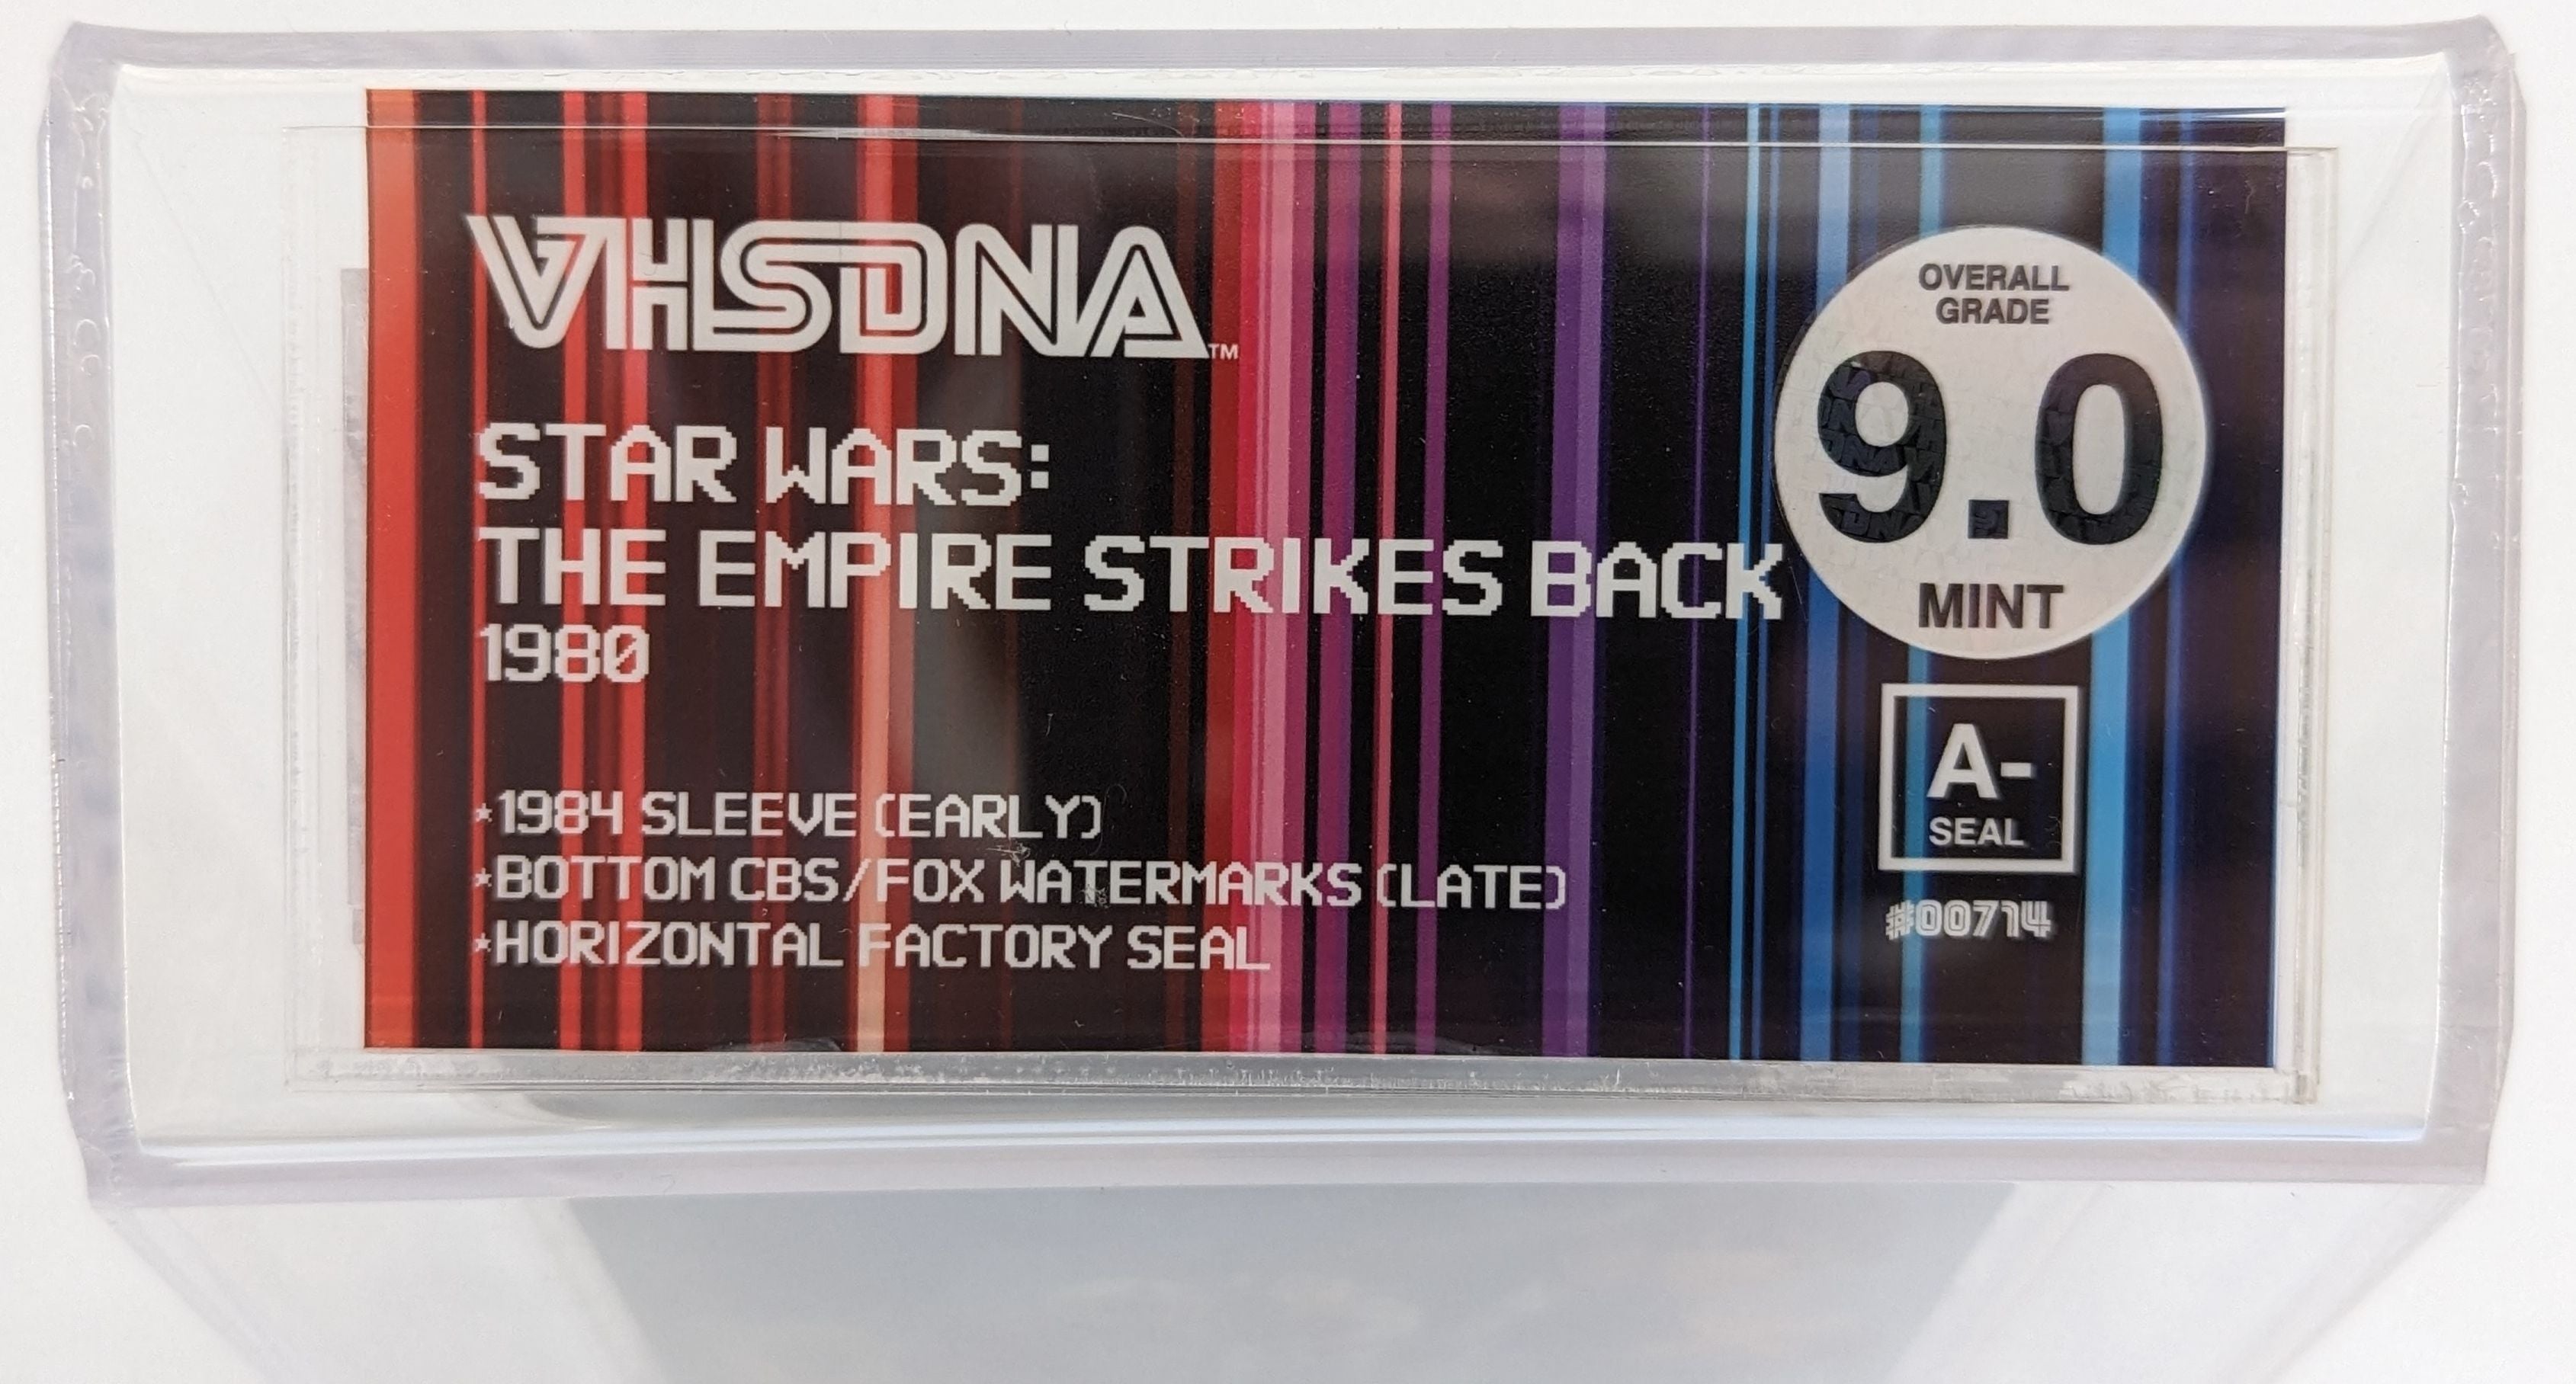 VHSDNA™
STAR WARS:
THE EMPIRE STRIKES BACK
1980
*1984 SLEEVE (EARLY)
*BOTTOM CBS/FOX WATERMARKS (LATE)
*HORIZONTAL FACTORY SEAL
OVERALL
GRADE
9.0
MINT
A-
SEAL
#00714